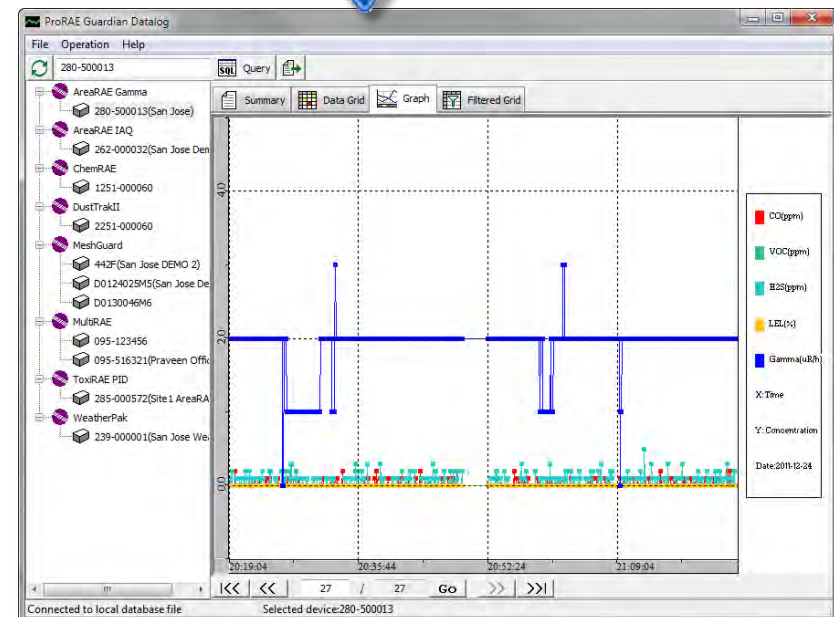 ProRAE Guardian Datalog
File Operation Help
280-500013
SQL Query
AreaRAE Gamma
280-500013(San Jose)
AreaRAE IAQ
262-000032(San Jose Den
ChemRAE
1251-000060
DustTrakII
2251-000060
MeshGuard
442F(San Jose DEMO 2)
D0124025M5(San Jose De
D0130046M6
MultiRAE
095-123456
095-516321(Praveen Offic
ToxiRAE PID
285-000572(Site1 AreaRA
WeatherPak
239-000001(San Jose We
Summary Data Grid Graph Filtered Grid
4.0
2.0
0.0
20:19:04 20:35:44 20:52:24 21:09:04
CO(ppm)
VOC(ppm)
H2S(ppm)
LEL(%)
Gamma(uR/h)
X: Time
Y: Concentration
Date:2011-12-24
|<< << 27 / 27 Go >> >>|
Connected to local database file Selected device:280-500013